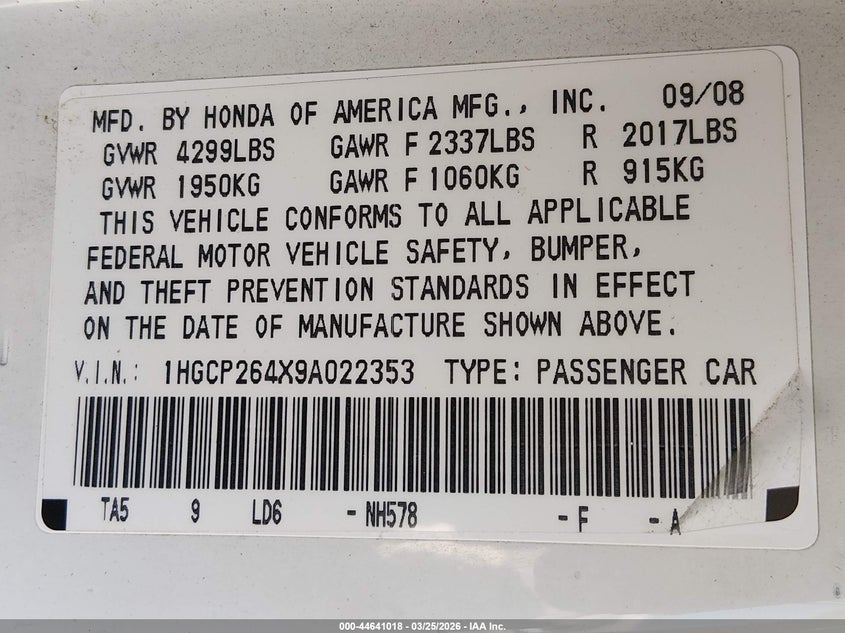 MFD. BY HONDA OF AMERICA MFG., INC. 09/08
GVWR 4299LBS GAWR F 2337LBS R 2017LBS
GVWR 1950KG GAWR F 1060KG R 915KG
THIS VEHICLE CONFORMS TO ALL APPLICABLE
FEDERAL MOTOR VEHICLE SAFETY, BUMPER,
AND THEFT PREVENTION STANDARDS IN EFFECT
ON THE DATE OF MANUFACTURE SHOWN ABOVE.
V.I.N.: 1HGCP264X9A022353 TYPE: PASSENGER CAR
TA5 9 LD6 - NH578 - F - A
000-44641018 - 03/25/2026 - IAA Inc.